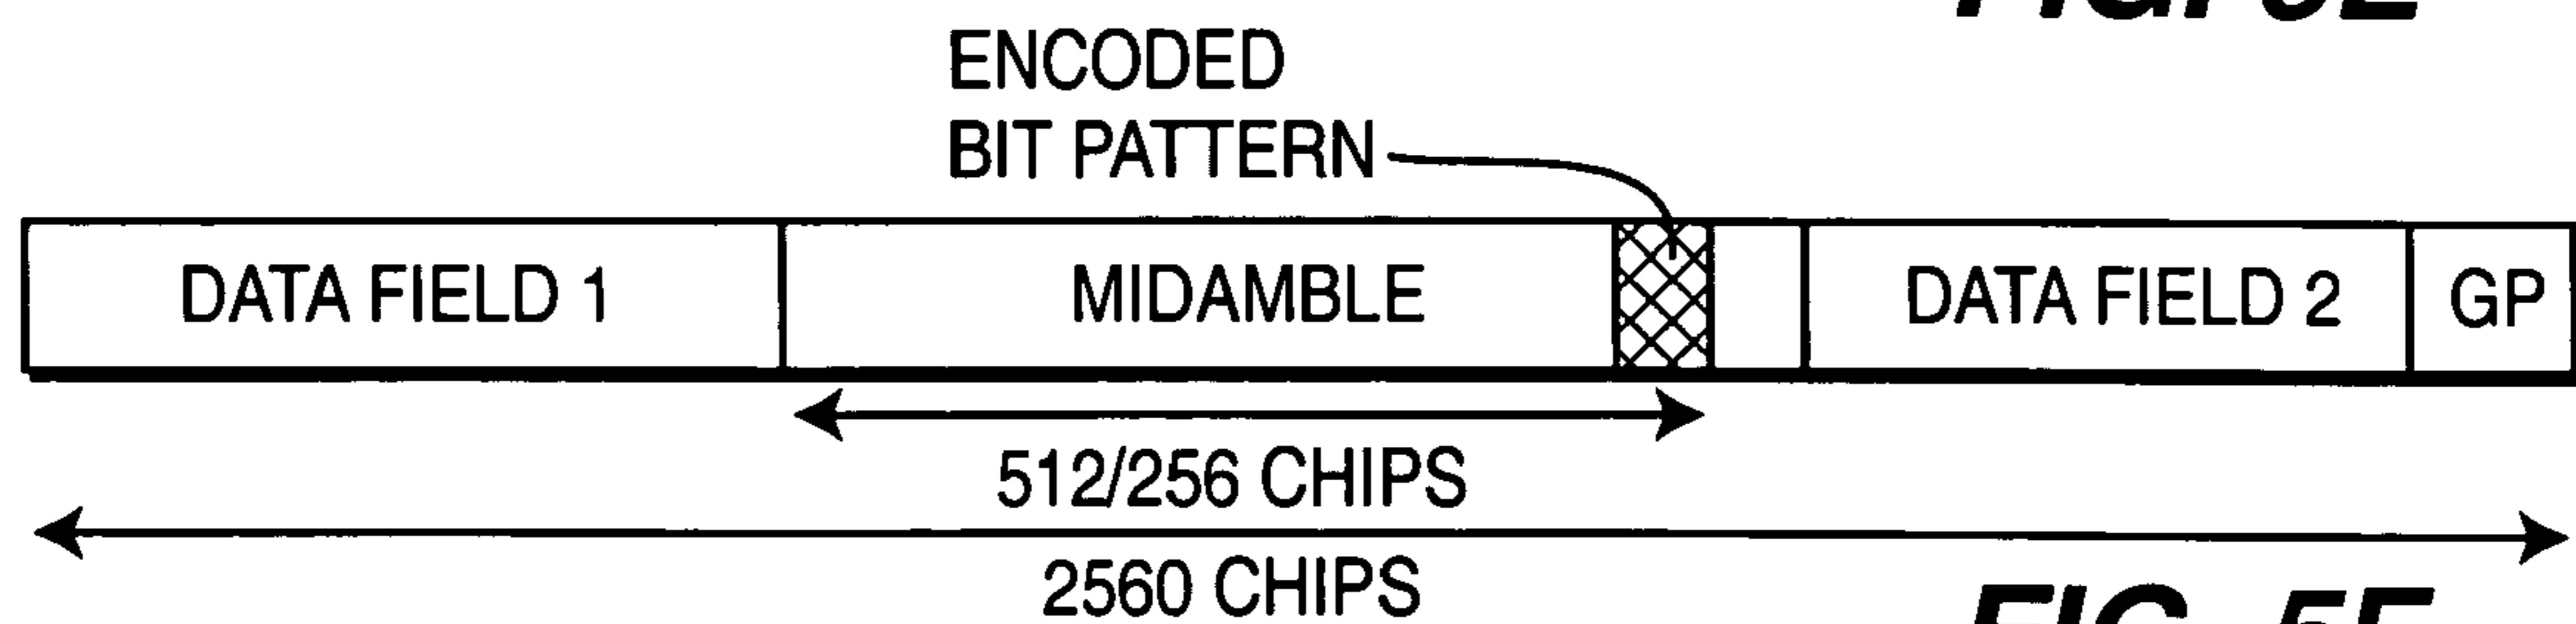 ENCODED
BIT PATTERN
DATA FIELD 1
MIDAMBLE
DATA FIELD 2
GP
512/256 CHIPS
2560 CHIPS